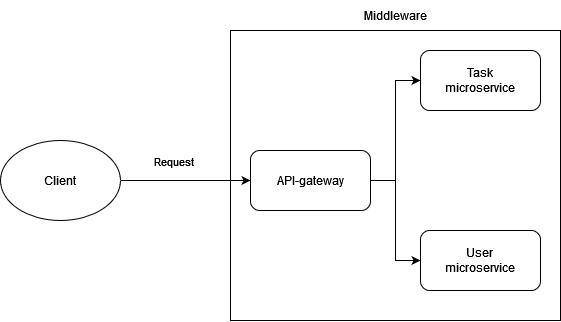 Middleware
Task
microservice
Request
Client
API-gateway
User
microservice